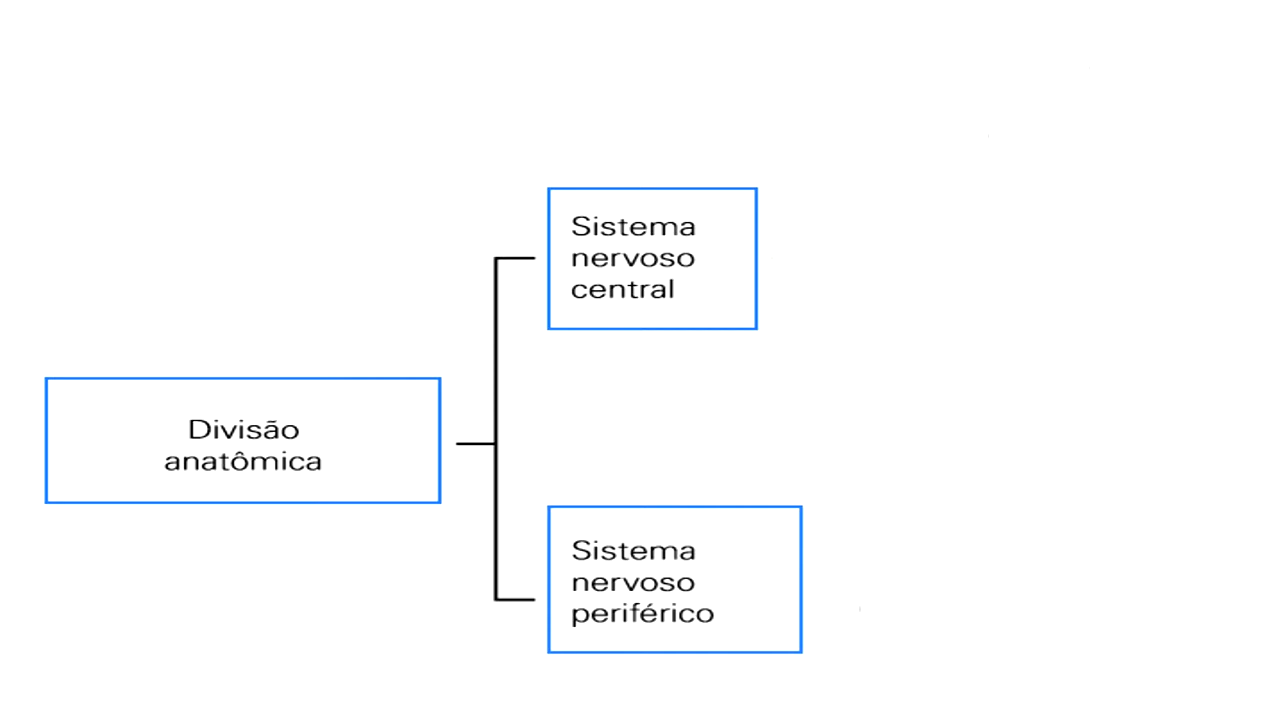 Sistema
nervoso
central
Divisão
anatômica
Sistema
nervoso
periférico